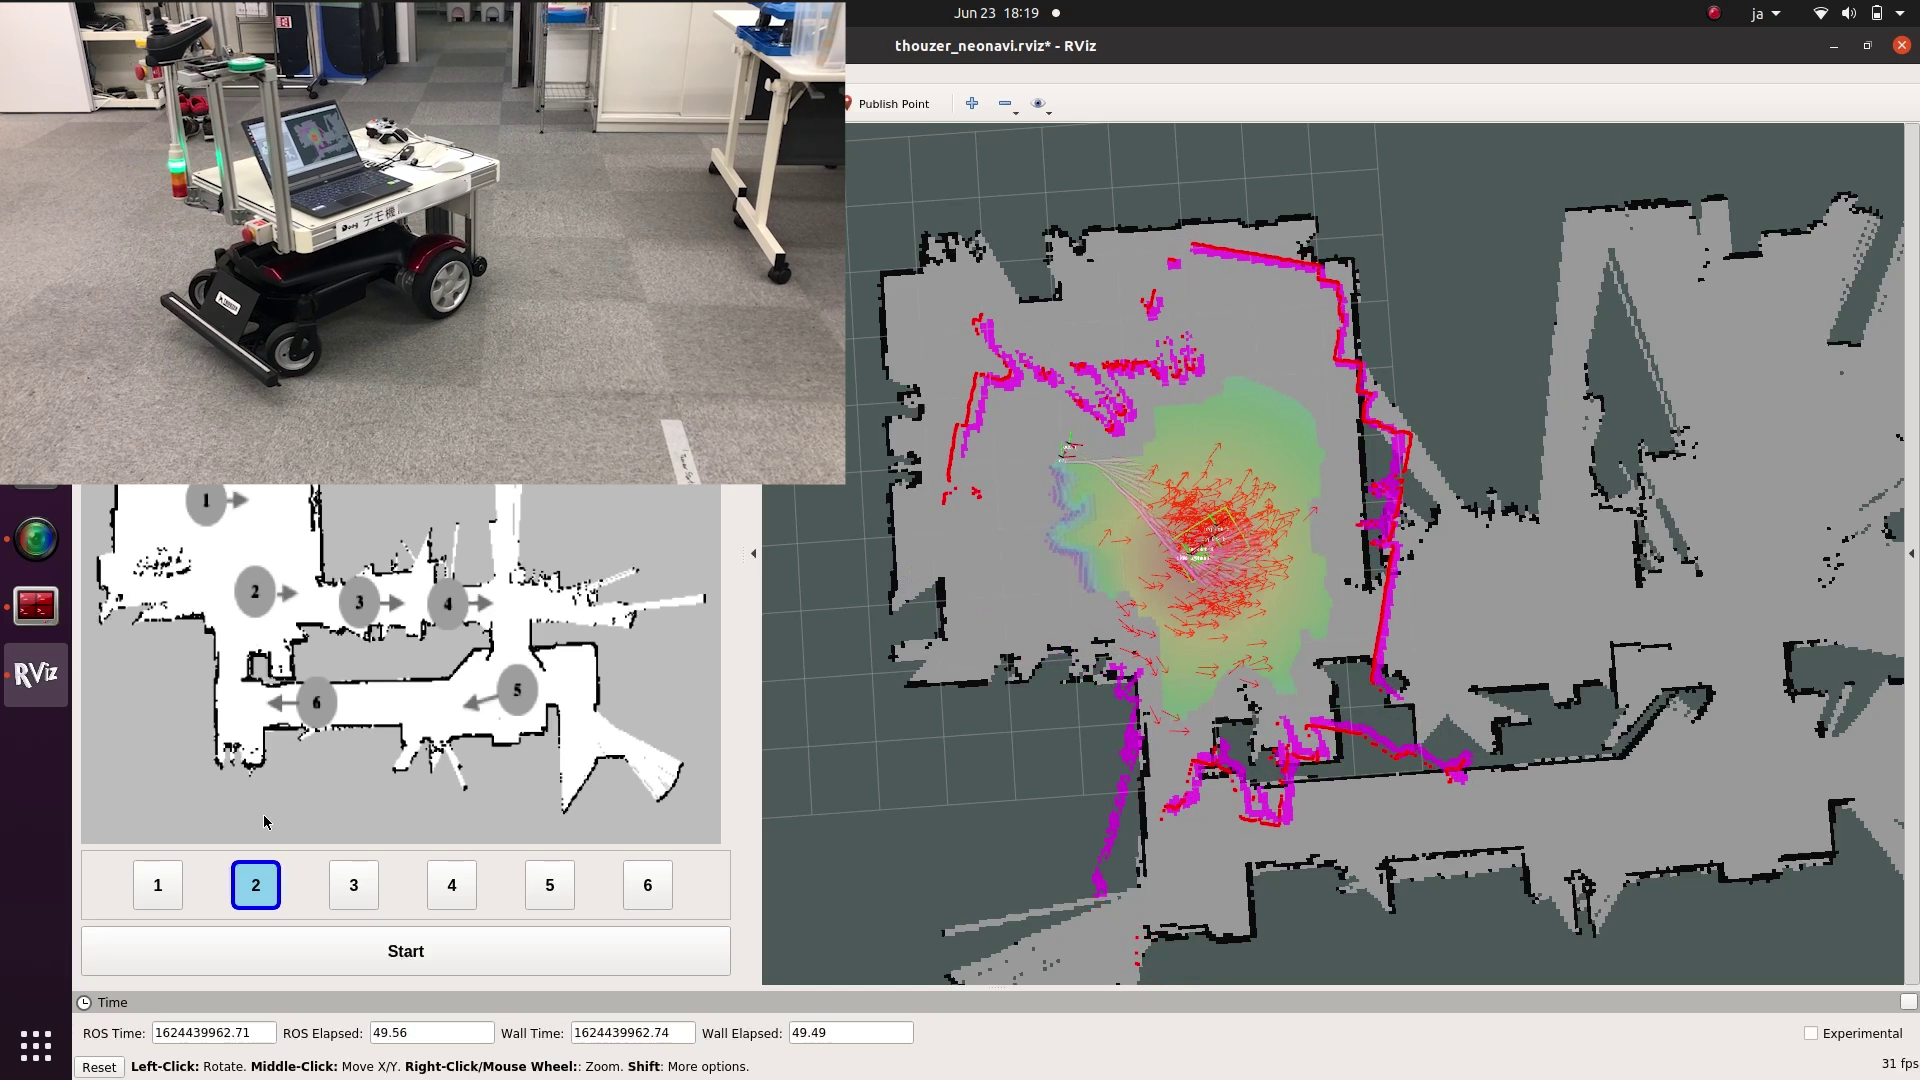 Jun 23 18:19
ja
thouzer_neonavi.rviz* - RViz
Publish Point
Doog デモ機
1
2
3
4
5
6
RViz
1 2 3 4 5 6
Start
Time
ROS Time: 1624439962.71 ROS Elapsed: 49.56 Wall Time: 1624439962.74 Wall Elapsed: 49.49
Experimental
Reset Left-Click: Rotate. Middle-Click: Move X/Y. Right-Click/Mouse Wheel:: Zoom. Shift: More options.
31 fps